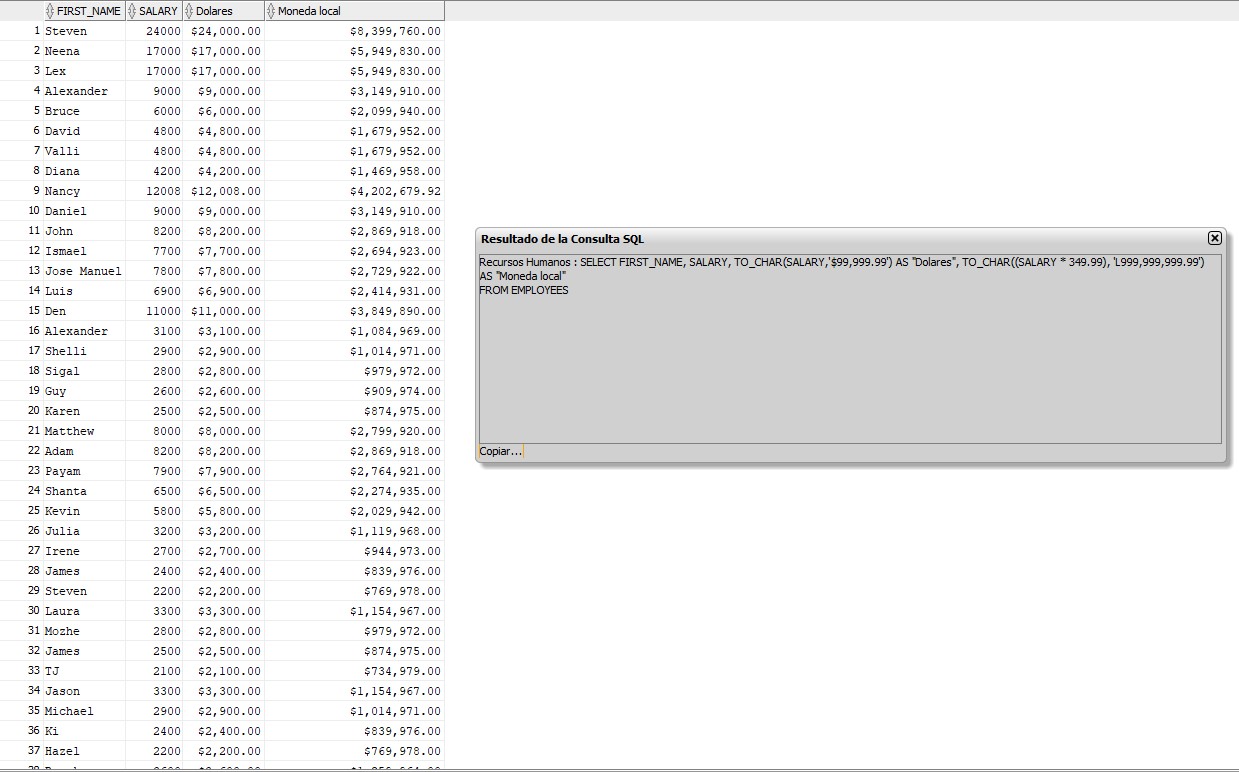 FIRST_NAME SALARY Dolares Moneda local
1 Steven 24000 $24,000.00 $8,399,760.00
2 Neena 17000 $17,000.00 $5,949,830.00
3 Lex 17000 $17,000.00 $5,949,830.00
4 Alexander 9000 $9,000.00 $3,149,910.00
5 Bruce 6000 $6,000.00 $2,099,940.00
6 David 4800 $4,800.00 $1,679,952.00
7 Valli 4800 $4,800.00 $1,679,952.00
8 Diana 4200 $4,200.00 $1,469,958.00
9 Nancy 12008 $12,008.00 $4,202,679.92
10 Daniel 9000 $9,000.00 $3,149,910.00
11 John 8200 $8,200.00 $2,869,918.00
12 Ismael 7700 $7,700.00 $2,694,923.00
13 Jose Manuel 7800 $7,800.00 $2,729,922.00
14 Luis 6900 $6,900.00 $2,414,931.00
15 Den 11000 $11,000.00 $3,849,890.00
16 Alexander 3100 $3,100.00 $1,084,969.00
17 Shelli 2900 $2,900.00 $1,014,971.00
18 Sigal 2800 $2,800.00 $979,972.00
19 Guy 2600 $2,600.00 $909,974.00
20 Karen 2500 $2,500.00 $874,975.00
21 Matthew 8000 $8,000.00 $2,799,920.00
22 Adam 8200 $8,200.00 $2,869,918.00
23 Payam 7900 $7,900.00 $2,764,921.00
24 Shanta 6500 $6,500.00 $2,274,935.00
25 Kevin 5800 $5,800.00 $2,029,942.00
26 Julia 3200 $3,200.00 $1,119,968.00
27 Irene 2700 $2,700.00 $944,973.00
28 James 2400 $2,400.00 $839,976.00
29 Steven 2200 $2,200.00 $769,978.00
30 Laura 3300 $3,300.00 $1,154,967.00
31 Mozhe 2800 $2,800.00 $979,972.00
32 James 2500 $2,500.00 $874,975.00
33 TJ 2100 $2,100.00 $734,979.00
34 Jason 3300 $3,300.00 $1,154,967.00
35 Michael 2900 $2,900.00 $1,014,971.00
36 Ki 2400 $2,400.00 $839,976.00
37 Hazel 2200 $2,200.00 $769,978.00
Resultado de la Consulta SQL
Recursos Humanos : SELECT FIRST_NAME, SALARY, TO_CHAR(SALARY,'$99,999.99') AS "Dolares", TO_CHAR((SALARY * 349.99), 'L999,999,999.99')
AS "Moneda local"
FROM EMPLOYEES
Copiar...